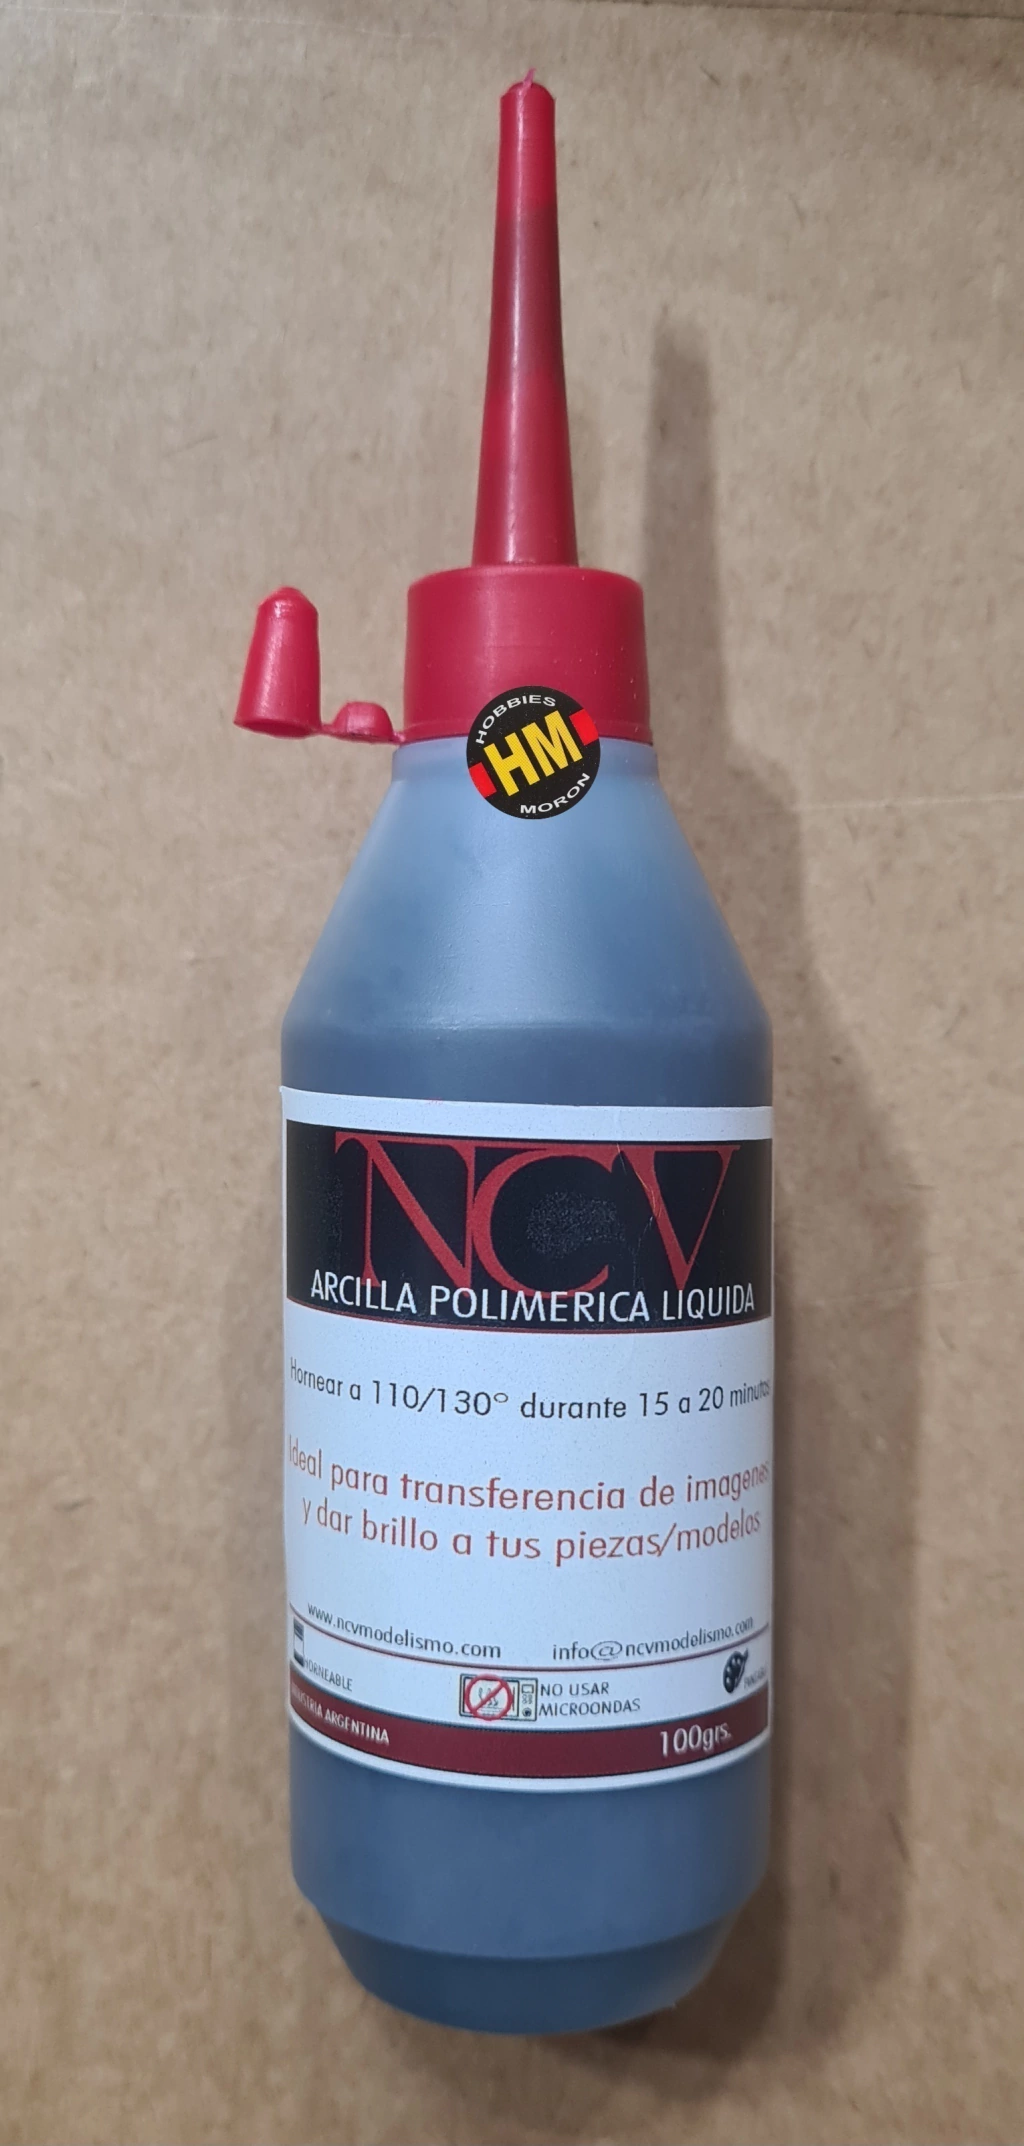 HOBBIES
HM
MORON
NCV
ARCILLA POLIMERICA LIQUIDA
Hornear a 110/130° durante 15 a 20 minutos
Ideal para transferencia de imagenes
y dar brillo a tus piezas/modelos
www.ncvmodelismo.com info@ncvmodelismo.com
HORNEABLE
NO USAR
MICROONDAS
INDUSTRIA ARGENTINA 100grs.